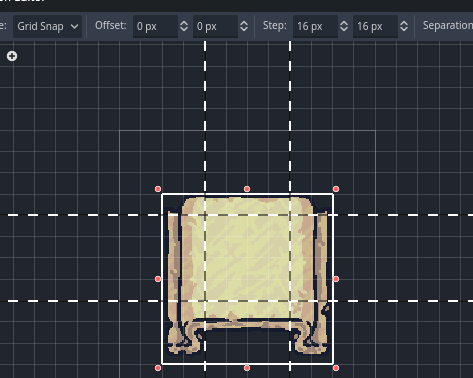 e: Grid Snap Offset: 0 px 0 px Step: 16 px 16 px Separation